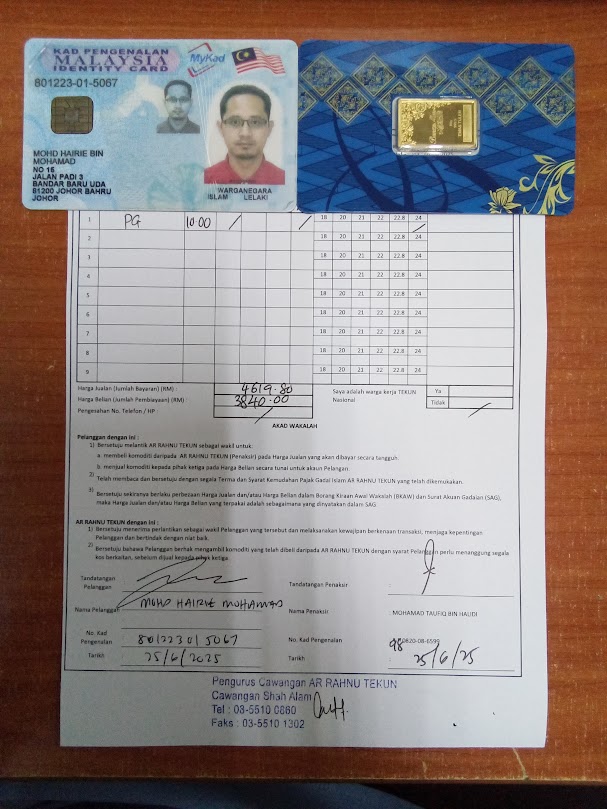 KAD PENGENALAN
MALAYSIA
IDENTITY CARD
MyKad
801223-01-5067
MOHD HAIRIE BIN
MOHAMAD
NO 16
JALAN PADI 3
BANDAR BARU UDA
81200 JOHOR BAHRU
JOHOR
WARGANEGARA
ISLAM LELAKI
1 PG 10.00 / / 18 20 21 22 22.8 24 /
2 18 20 21 22 22.8 24
3 18 20 21 22 22.8 24
4 18 20 21 22 22.8 24
5 18 20 21 22 22.8 24
6 18 20 21 22 22.8 24
7 18 20 21 22 22.8 24
8 18 20 21 22 22.8 24
9 18 20 21 22 22.8 24
Harga Jualan (Jumlah Bayaran) (RM) : 4619.80
Harga Belian (Jumlah Pembiayaan) (RM) : 3840.00
Pengesahan No. Telefon / HP : /
Saya adalah warga kerja TEKUN Nasional
Ya
Tidak /
AKAD WAKALAH
Pelanggan dengan ini :
1) Bersetuju melantik AR RAHNU TEKUN sebagai wakil untuk:
a. membeli komoditi daripada AR RAHNU TEKUN (Penaksir) pada Harga Jualan yang akan dibayar secara tangguh.
b. menjual komoditi kepada pihak ketiga pada Harga Belian secara tunai untuk akaun Pelanggan.
2) Telah membaca dan bersetuju dengan segala Terma dan Syarat Kemudahan Pajak Gadai Islam AR RAHNU TEKUN yang telah dikemukakan.
3) Bersetuju sekiranya berlaku perbezaan Harga Jualan dan/atau Harga Belian dalam Borang Kiraan Awal Wakalah (BKAW) dan Surat Akuan Gadaian (SAG),
maka Harga Jualan dan/atau Harga Belian yang terpakai adalah sebagaimana yang dinyatakan dalam SAG.
AR RAHNU TEKUN dengan ini :
1) Bersetuju menerima perlantikan sebagai wakil Pelanggan yang tersebut dan melaksanakan kewajipan berkenaan transaksi, menjaga kepentingan
Pelanggan dan bertindak dengan niat baik.
2) Bersetuju bahawa Pelanggan berhak mengambil komoditi yang telah dibeli daripada AR RAHNU TEKUN dengan syarat Pelanggan perlu menanggung segala
kos berkaitan, sebelum dijual kepada pihak ketiga.
Tandatangan Pelanggan :
Tandatangan Penaksir :
Nama Pelanggan : MOHD HAIRIE MOHAMAD
Nama Penaksir : MOHAMAD TAUFIQ BIN HALIDI
No. Kad Pengenalan : 801223015067
No. Kad Pengenalan : 980620-08-6599
Tarikh : 25/6/2025
Tarikh : 25/6/25
Pengurus Cawangan AR RAHNU TEKUN
Cawangan Shah Alam
Tel : 03-5510 0860
Faks : 03-5510 1302